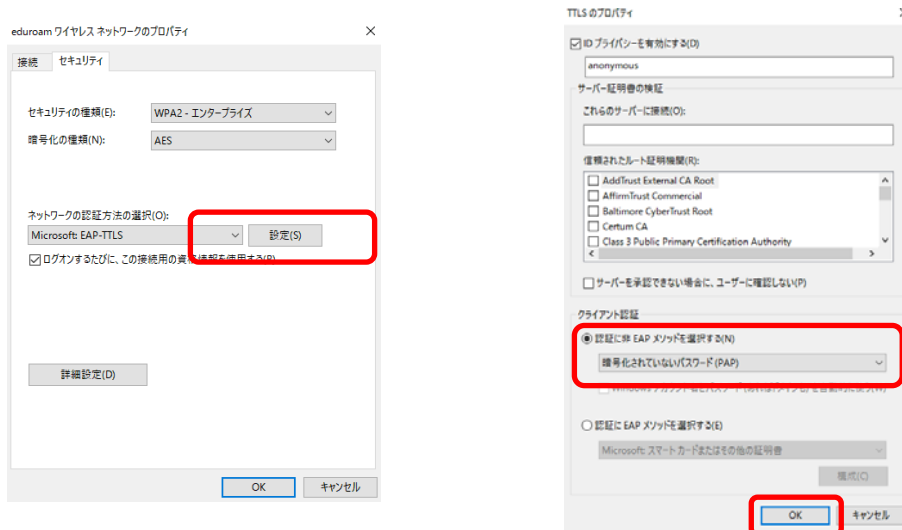 eduroam ワイヤレス ネットワークのプロパティ
接続 セキュリティ
セキュリティの種類(E): WPA2 - エンタープライズ
暗号化の種類(N): AES
ネットワークの認証方法の選択(O):
Microsoft: EAP-TTLS 設定(S)
ログオンするたびに、この接続用の資格情報を使用する(R)
詳細設定(D)
OK キャンセル
TTLS のプロパティ
ID プライバシーを有効にする(D)
anonymous
サーバー証明書の検証
これらのサーバーに接続(O):
信頼されたルート証明機関(R):
AddTrust External CA Root
AffirmTrust Commercial
Baltimore CyberTrust Root
Certum CA
Class 3 Public Primary Certification Authority
サーバーを承認できない場合に、ユーザーに確認しない(P)
クライアント認証
認証に非 EAP メソッドを選択する(N)
暗号化されていないパスワード (PAP)
認証に EAP メソッドを選択する(E)
Microsoft: スマート カードまたはその他の証明書
構成(C)
OK キャンセル